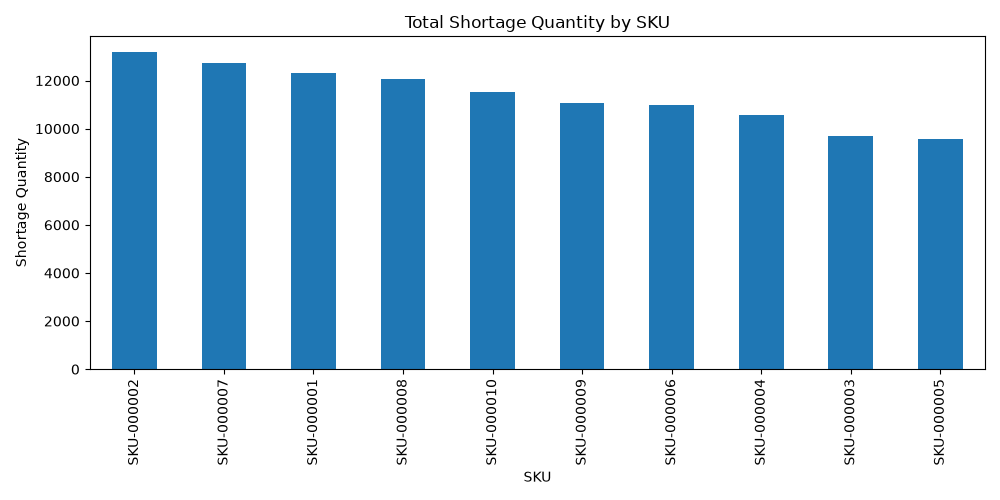 Total Shortage Quantity by SKU
Shortage Quantity
12000
10000
8000
6000
4000
2000
0
SKU-000002
SKU-000007
SKU-000001
SKU-000008
SKU-000010
SKU-000009
SKU-000006
SKU-000004
SKU-000003
SKU-000005
SKU